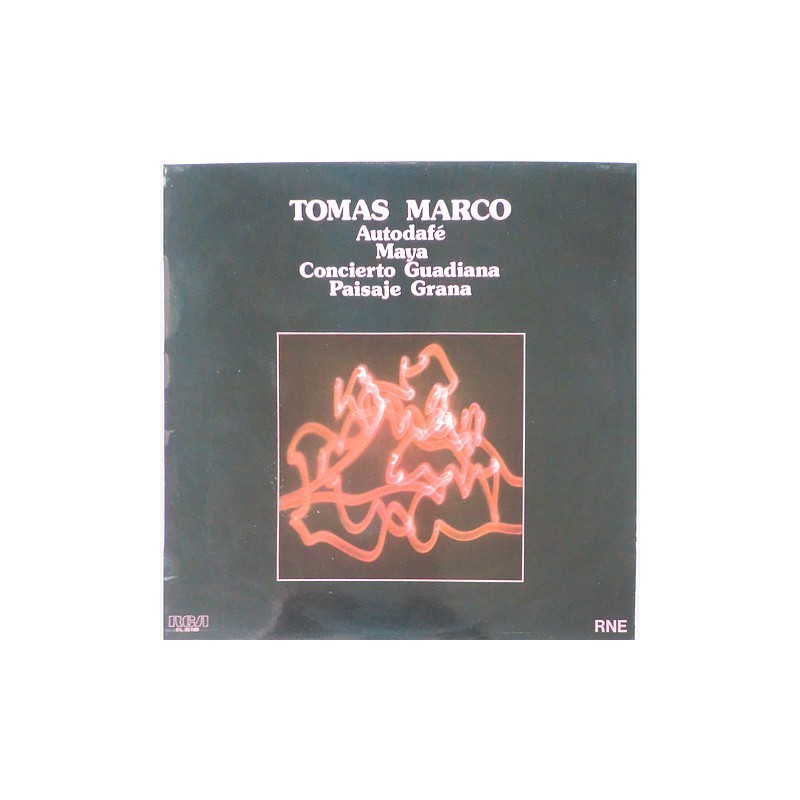 TOMAS MARCO
Autodafé
Maya
Concierto Guadiana
Paisaje Grana
RCA
RNE